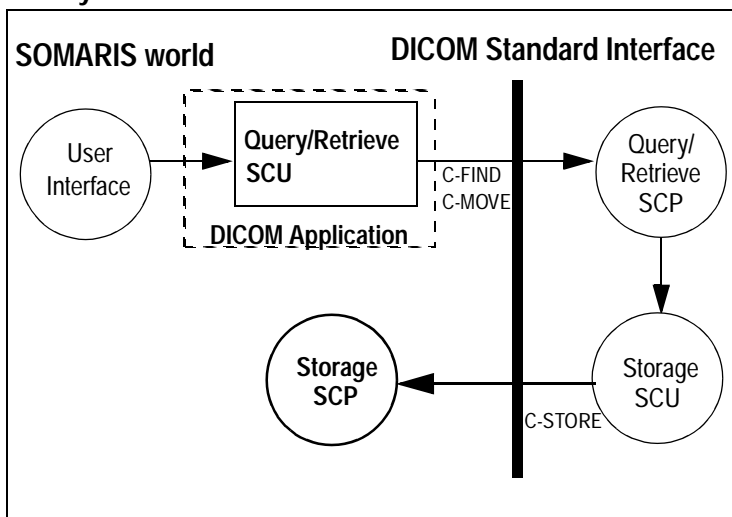 SOMARIS world
DICOM Standard Interface
User
Interface
Query/Retrieve
SCU
DICOM Application
C-FIND
C-MOVE
Query/
Retrieve
SCP
Storage
SCP
C-STORE
Storage
SCU